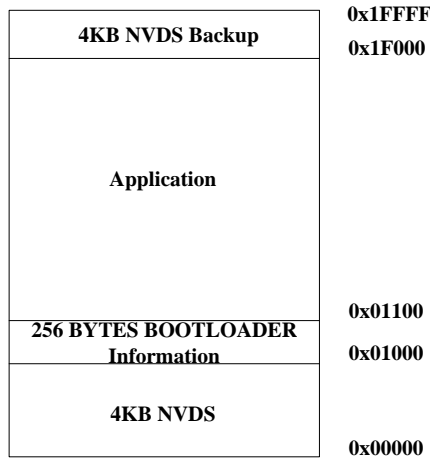 0x1FFFF
4KB NVDS Backup
0x1F000
Application
0x01100
256 BYTES BOOTLOADER
Information
0x01000
4KB NVDS
0x00000